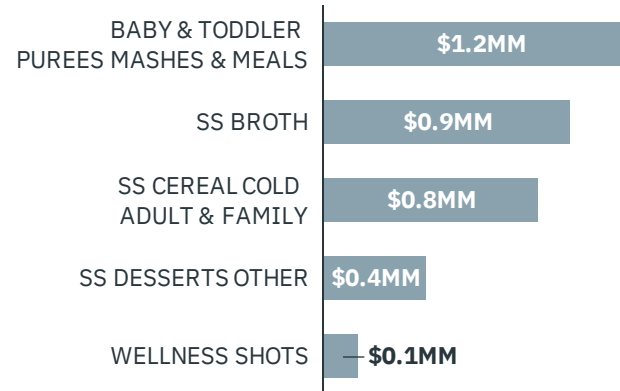 BABY & TODDLER
PUREES MASHES & MEALS
$1.2MM
SS BROTH
$0.9MM
SS CEREAL COLD
ADULT & FAMILY
$0.8MM
SS DESSERTS OTHER
$0.4MM
WELLNESS SHOTS
$0.1MM